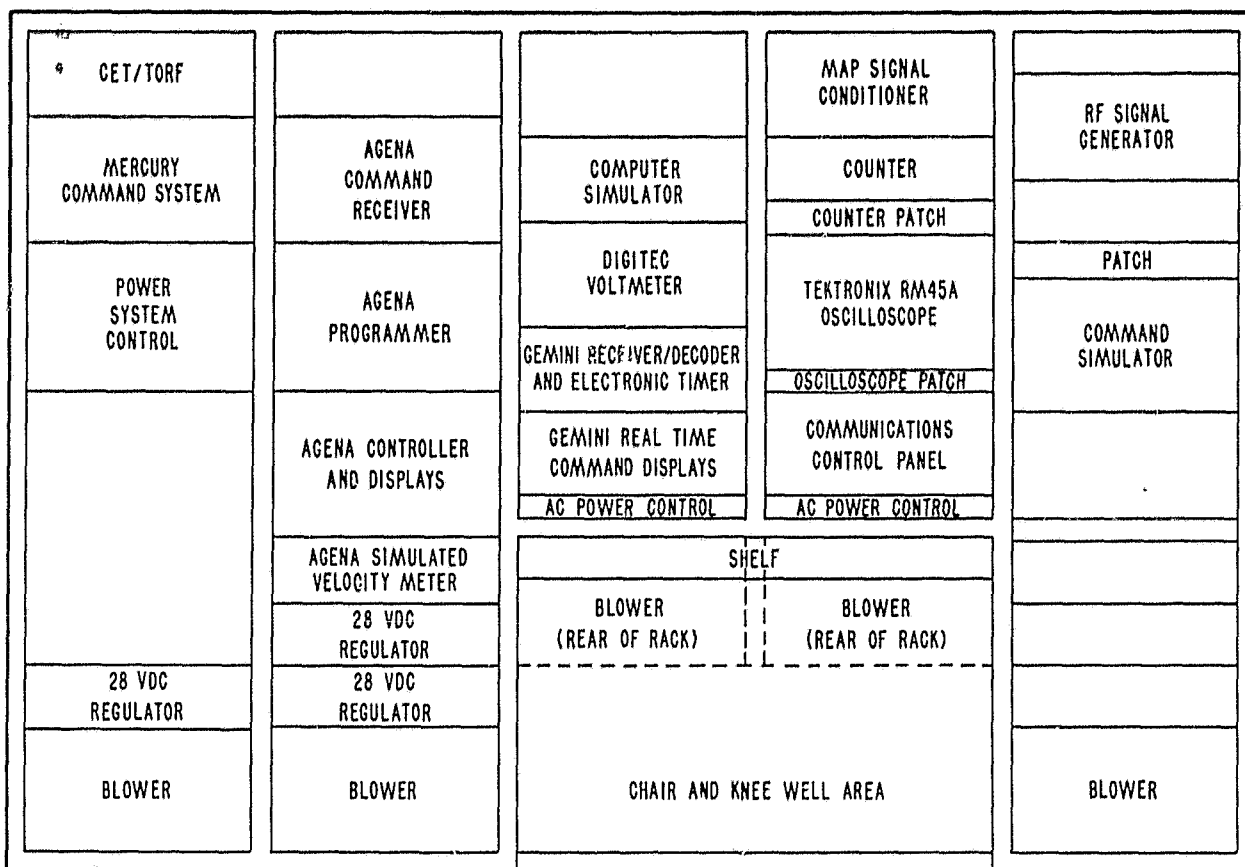 CET/TORF
MERCURY
COMMAND SYSTEM
POWER
SYSTEM
CONTROL
28 VDC
REGULATOR
BLOWER
AGENA
COMMAND
RECEIVER
AGENA
PROGRAMMER
AGENA CONTROLLER
AND DISPLAYS
AGENA SIMULATED
VELOCITY METER
28 VDC
REGULATOR
28 VDC
REGULATOR
BLOWER
COMPUTER
SIMULATOR
DIGITEC
VOLTMETER
GEMINI RECEIVER/DECODER
AND ELECTRONIC TIMER
GEMINI REAL TIME
COMMAND DISPLAYS
AC POWER CONTROL
MAP SIGNAL
CONDITIONER
COUNTER
COUNTER PATCH
TEKTRONIX RM45A
OSCILLOSCOPE
OSCILLOSCOPE PATCH
COMMUNICATIONS
CONTROL PANEL
AC POWER CONTROL
SHELF
BLOWER
(REAR OF RACK)
BLOWER
(REAR OF RACK)
CHAIR AND KNEE WELL AREA
RF SIGNAL
GENERATOR
PATCH
COMMAND
SIMULATOR
BLOWER